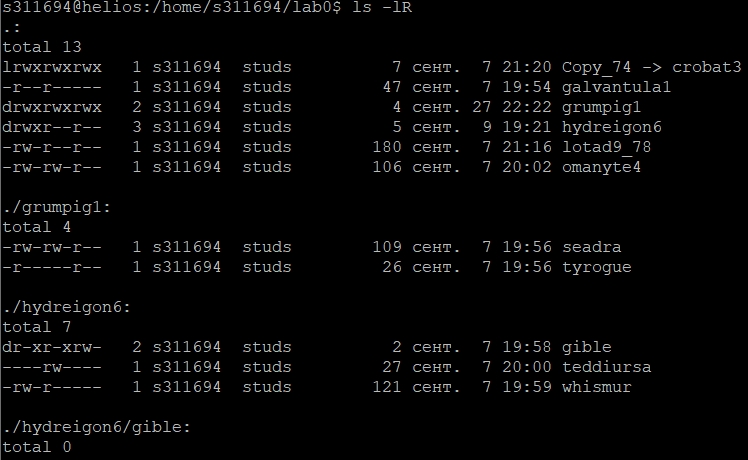 s311694@helios:/home/s311694/lab0$ ls -lR
.:
total 13
lrwxrwxrwx   1 s311694  studs          7 сент.  7 21:20 Copy_74 -> crobat3
-r--r-----   1 s311694  studs         47 сент.  7 19:54 galvantula1
drwxrwxrwx   2 s311694  studs          4 сент. 27 22:22 grumpig1
drwxr--r--   3 s311694  studs          5 сент.  9 19:21 hydreigon6
-rw-r--r--   1 s311694  studs        180 сент.  7 21:16 lotad9_78
-rw-rw-r--   1 s311694  studs        106 сент.  7 20:02 omanyte4
./grumpig1:
total 4
-rw-rw-r--   1 s311694  studs        109 сент.  7 19:56 seadra
-r-----r--   1 s311694  studs         26 сент.  7 19:56 tyrogue
./hydreigon6:
total 7
dr-xr-xrw-   2 s311694  studs          2 сент.  7 19:58 gible
----rw----   1 s311694  studs         27 сент.  7 20:00 teddiursa
-rw-r-----   1 s311694  studs        121 сент.  7 19:59 whismur
./hydreigon6/gible:
total 0